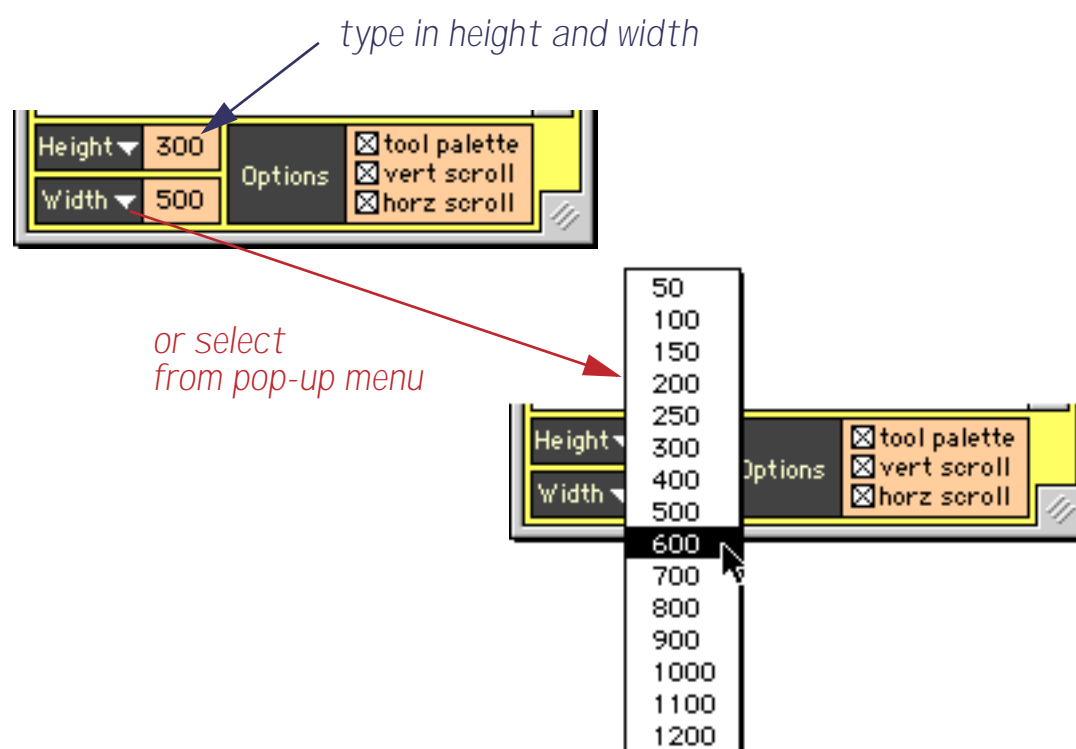 type in height and width
Height 300
Width 500
Options
tool palette
vert scroll
horz scroll
or select
from pop-up menu
50
100
150
200
250
300
400
500
600
700
800
900
1000
1100
1200
Height
Width
ptions
tool palette
vert scroll
horz scroll